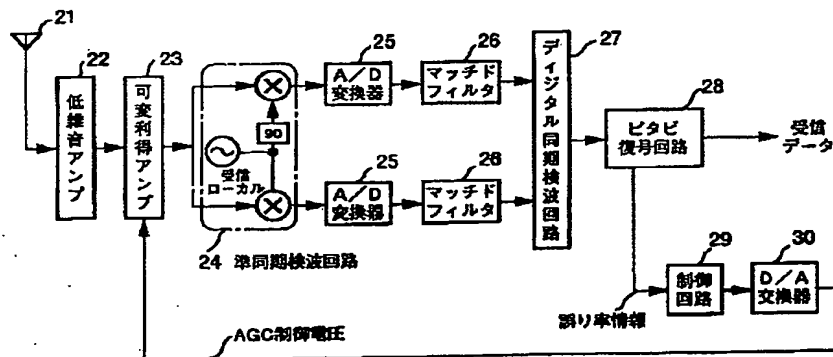 21
22
低雑音アンプ
23
可変利得アンプ
90
受信
ローカル
24 準同期検波回路
25
A/D
変換器
26
マッチド
フィルタ
25
A/D
変換器
26
マッチド
フィルタ
27
ディジタル同期検波回路
28
ビタビ
復号回路
受信
データ
誤り率情報
29
制御
回路
30
D/A
変換器
AGC制御電圧